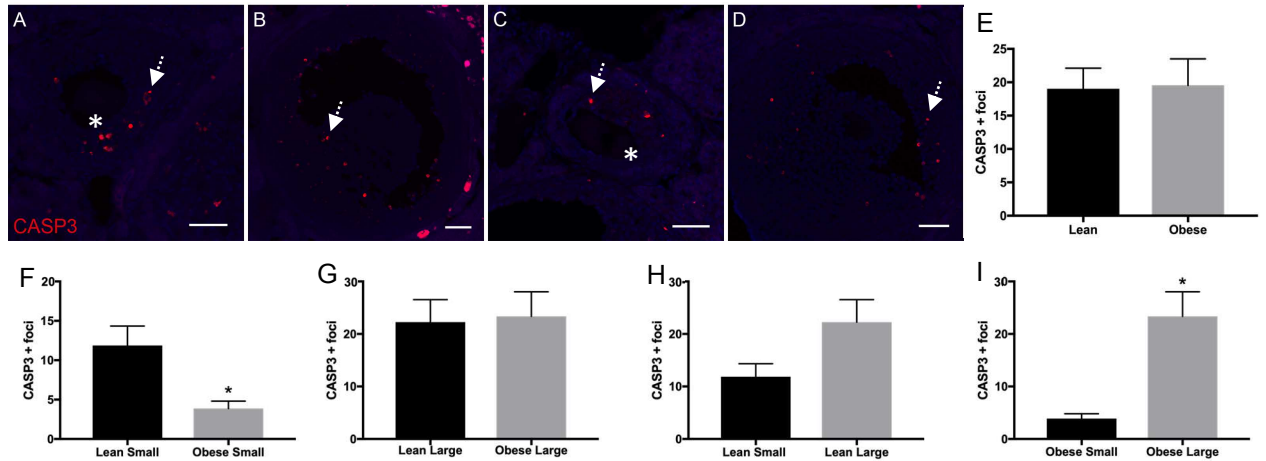 A
B
C
D
*
*
CASP3
E
CASP3 + foci
25
20
15
10
5
0
Lean Obese
F
CASP3 + foci
20
15
10
5
0
*
Lean Small Obese Small
G
CASP3 + foci
30
20
10
0
Lean Large Obese Large
H
CASP3 + foci
30
20
10
0
Lean Small Lean Large
I
CASP3 + foci
30
20
10
0
*
Obese Small Obese Large